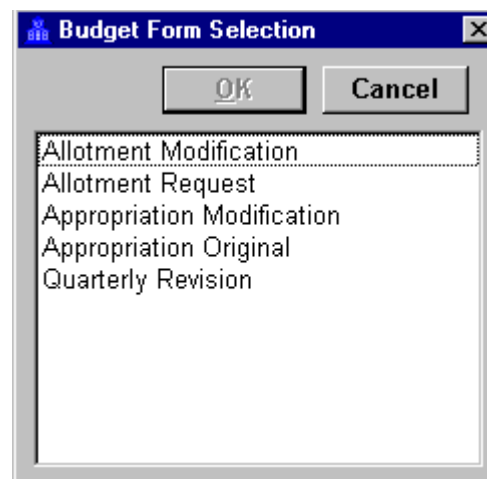 Budget Form Selection
OK Cancel
Allotment Modification
Allotment Request
Appropriation Modification
Appropriation Original
Quarterly Revision